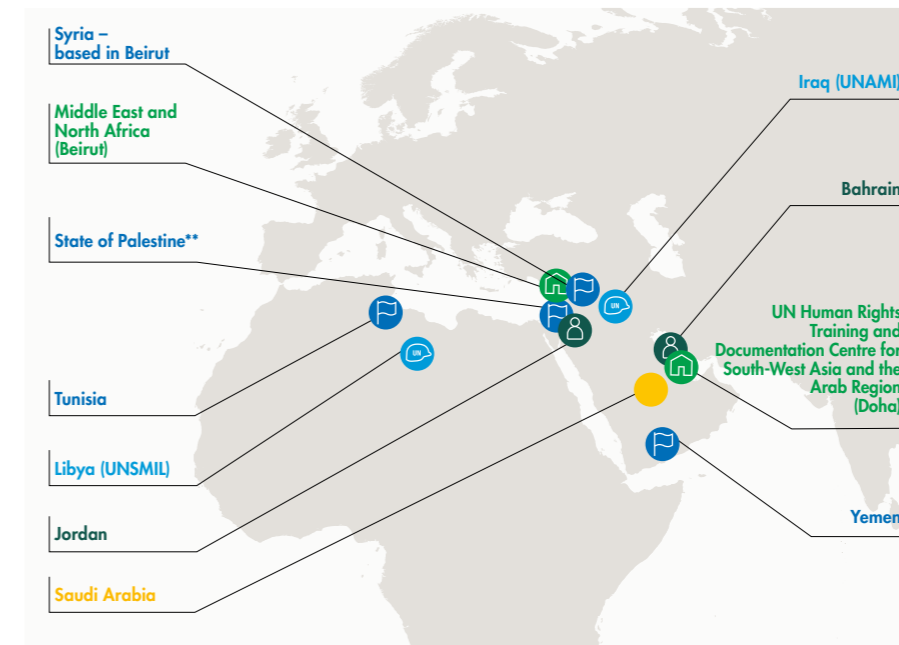 Syria –
based in Beirut
Middle East and
North Africa
(Beirut)
State of Palestine**
Tunisia
Libya (UNSMIL)
Jordan
Saudi Arabia
Iraq (UNAMI)
Bahrain
UN Human Rights
Training and
Documentation Centre for
South-West Asia and the
Arab Region
(Doha)
Yemen
UN
UN